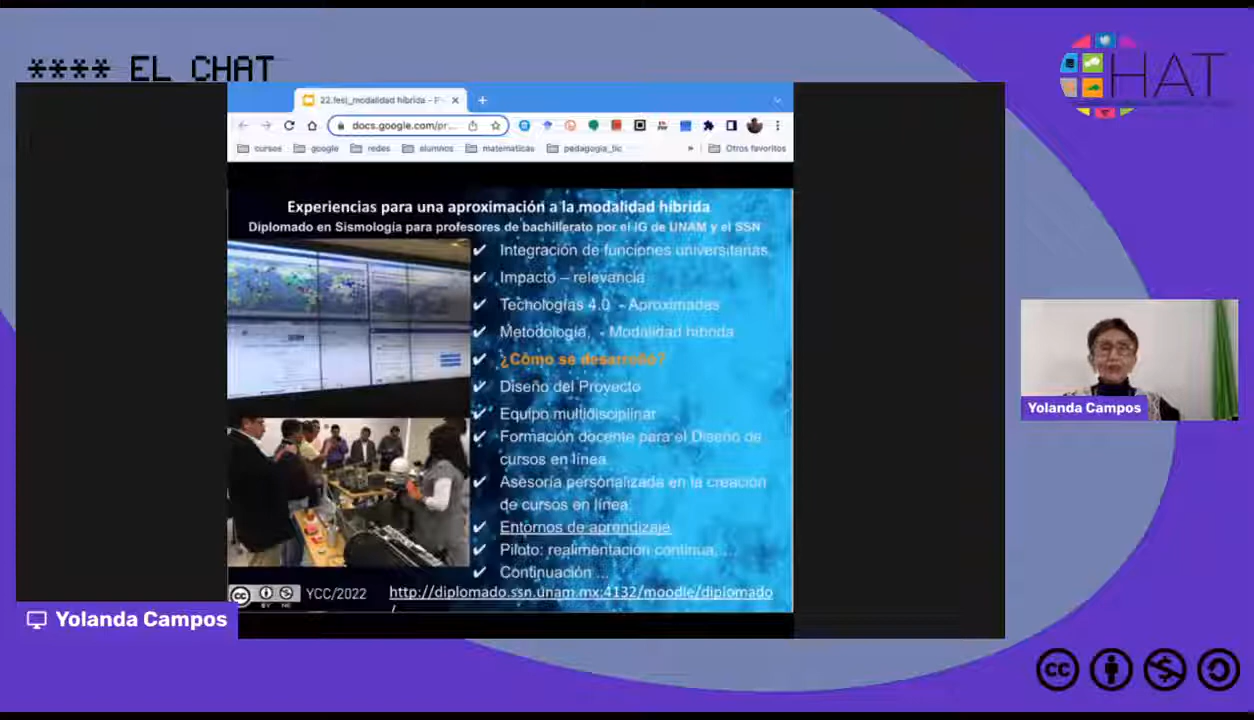 **** EL CHAT
HAT
22.fesi_modalidad híbrida - P
docs.google.com/pr...
cursos
google
redes
alumnos
matematicas
pedagogia_tic
»
Otros favoritos
Experiencias para una aproximación a la modalidad híbrida
Diplomado en Sismología para profesores de bachillerato por el IG de UNAM y el SSN
✔ Integración de funciones universitarias
✔ Impacto – relevancia
✔ Tecnologías 4.0 - Aproximadas
✔ Metodología, - Modalidad híbrida
✔ ¿Cómo se desarrolló?
✔ Diseño del Proyecto
✔ Equipo multidisciplinar
✔ Formación docente para el Diseño de
cursos en línea
✔ Asesoría personalizada en la creación
de cursos en línea.
✔ Entornos de aprendizaje
✔ Piloto: realimentación continua, ...
✔ Continuación ...
cc
BY NC
YCC/2022
http://diplomado.ssn.unam.mx:4132/moodle/diplomado
/
Yolanda Campos
Yolanda Campos
cc